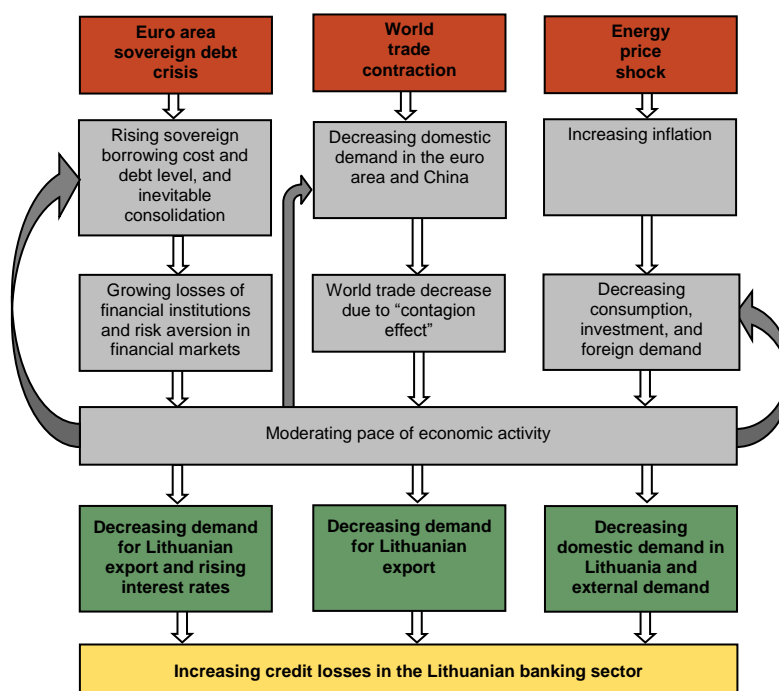 Euro area
sovereign debt
crisis
World
trade
contraction
Energy
price
shock
Rising sovereign
borrowing cost and
debt level, and
inevitable
consolidation
Decreasing domestic
demand in the euro
area and China
Increasing inflation
Growing losses of
financial institutions
and risk aversion in
financial markets
World trade decrease
due to “contagion
effect”
Decreasing
consumption,
investment, and
foreign demand
Moderating pace of economic activity
Decreasing demand
for Lithuanian
export and rising
interest rates
Decreasing demand
for Lithuanian
export
Decreasing
domestic demand in
Lithuania and
external demand
Increasing credit losses in the Lithuanian banking sector